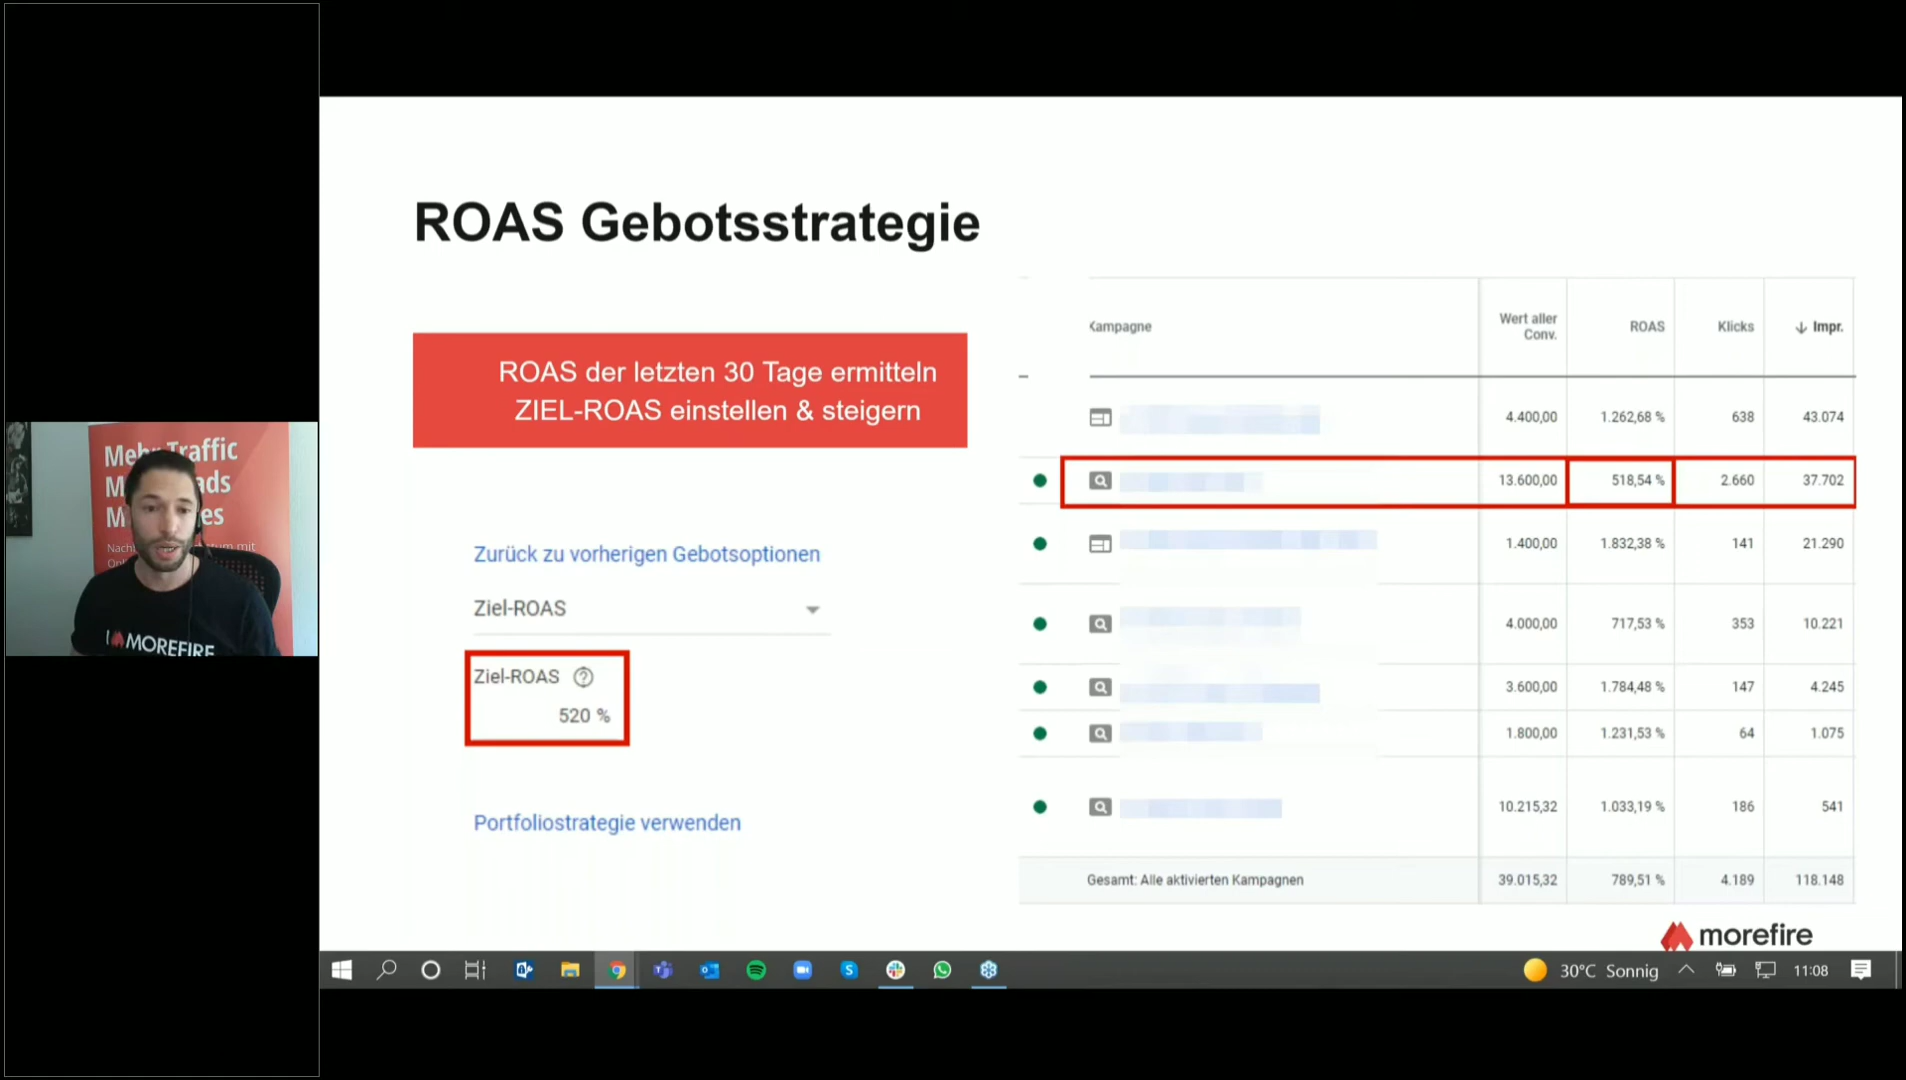 ROAS Gebotsstrategie
ROAS der letzten 30 Tage ermitteln
ZIEL-ROAS einstellen & steigern
Zurück zu vorherigen Gebotsoptionen
Ziel-ROAS
Ziel-ROAS
520 %
Portfoliostrategie verwenden
Kampagne Wert aller Conv. ROAS Klicks Impr.
4.400,00 1.262,68 % 638 43.074
13.600,00 518,54 % 2.660 37.702
1.400,00 1.832,38 % 141 21.290
4.000,00 717,53 % 353 10.221
3.600,00 1.784,48 % 147 4.245
1.800,00 1.231,53 % 64 1.075
10.215,32 1.033,19 % 186 541
Gesamt: Alle aktivierten Kampagnen 39.015,32 789,51 % 4.189 118.148
morefire
Traffic
I MOREFIRE
30°C Sonnig 11:08